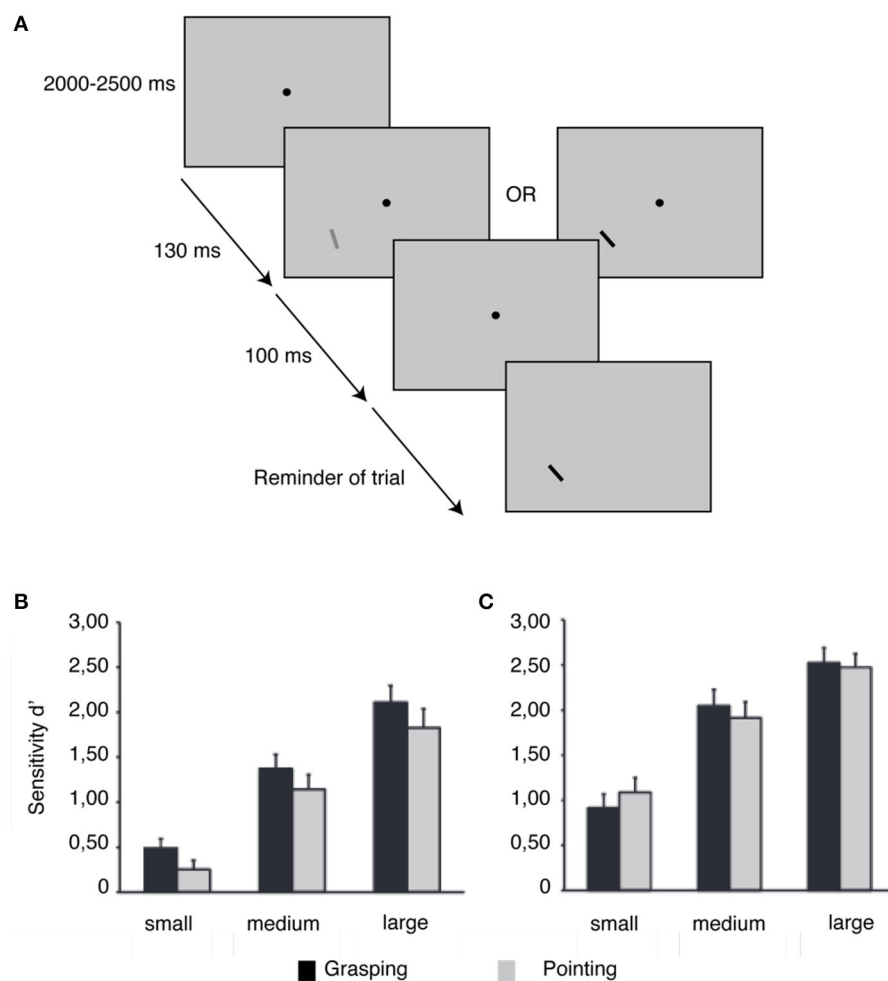 A
2000-2500 ms
OR
130 ms
100 ms
Reminder of trial
B
3,00
2,50
2,00
1,50
1,00
0,50
0
Sensitivity d'
small medium large
C
3,00
2,50
2,00
1,50
1,00
0,50
0
small medium large
Grasping Pointing